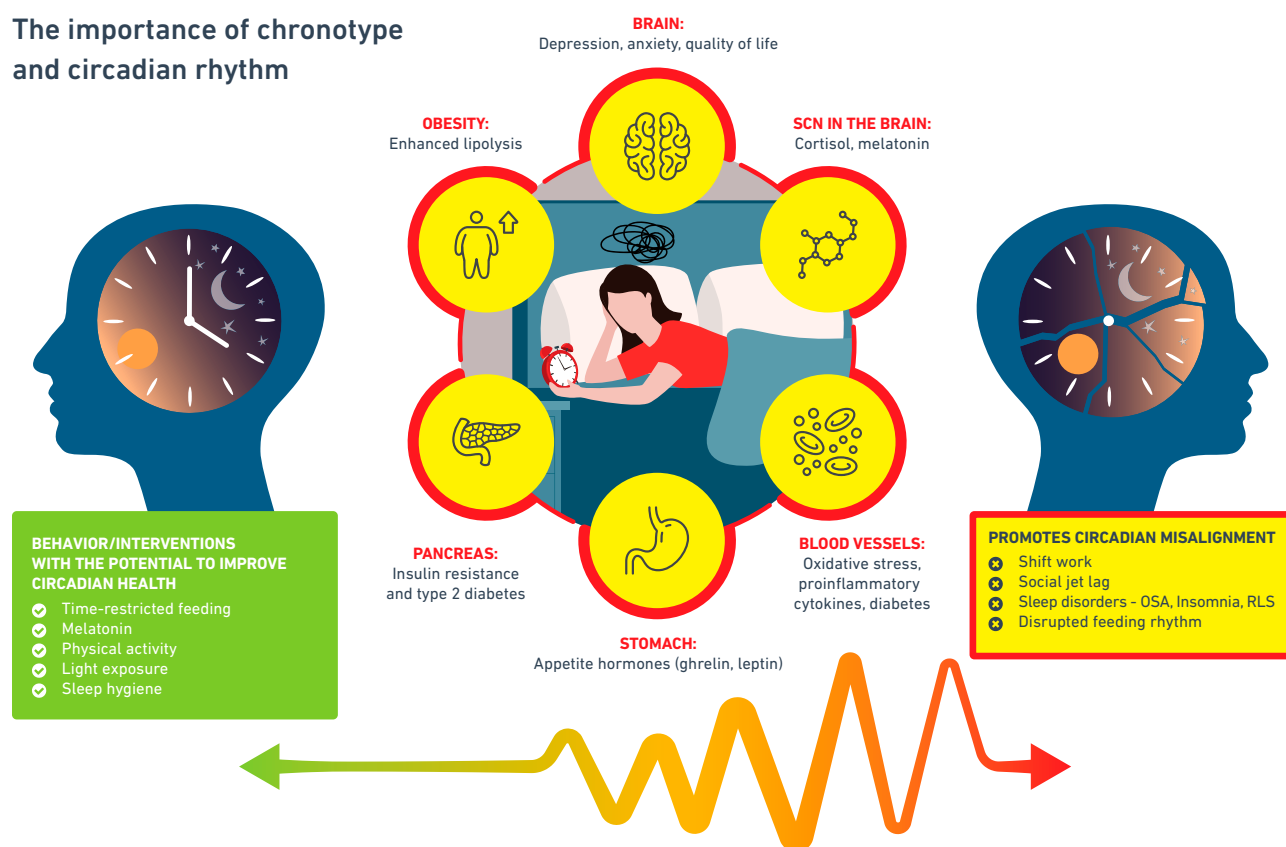 The importance of chronotype
and circadian rhythm
BRAIN:
Depression, anxiety, quality of life
OBESITY:
Enhanced lipolysis
SCN IN THE BRAIN:
Cortisol, melatonin
PANCREAS:
Insulin resistance
and type 2 diabetes
BLOOD VESSELS:
Oxidative stress,
proinflammatory
cytokines, diabetes
STOMACH:
Appetite hormones (ghrelin, leptin)
BEHAVIOR/INTERVENTIONS
WITH THE POTENTIAL TO IMPROVE
CIRCADIAN HEALTH
Time-restricted feeding
Melatonin
Physical activity
Light exposure
Sleep hygiene
PROMOTES CIRCADIAN MISALIGNMENT
Shift work
Social jet lag
Sleep disorders - OSA, Insomnia, RLS
Disrupted feeding rhythm